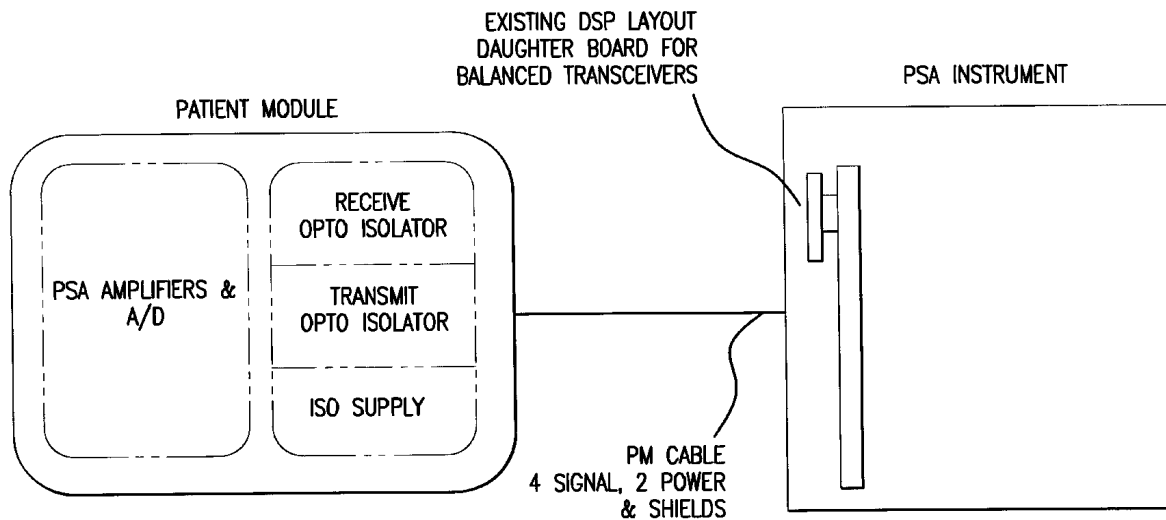 EXISTING DSP LAYOUT
DAUGHTER BOARD FOR
BALANCED TRANSCEIVERS
PSA INSTRUMENT
PATIENT MODULE
RECEIVE
OPTO ISOLATOR
PSA AMPLIFIERS &
A/D
TRANSMIT
OPTO ISOLATOR
ISO SUPPLY
PM CABLE
4 SIGNAL, 2 POWER
& SHIELDS